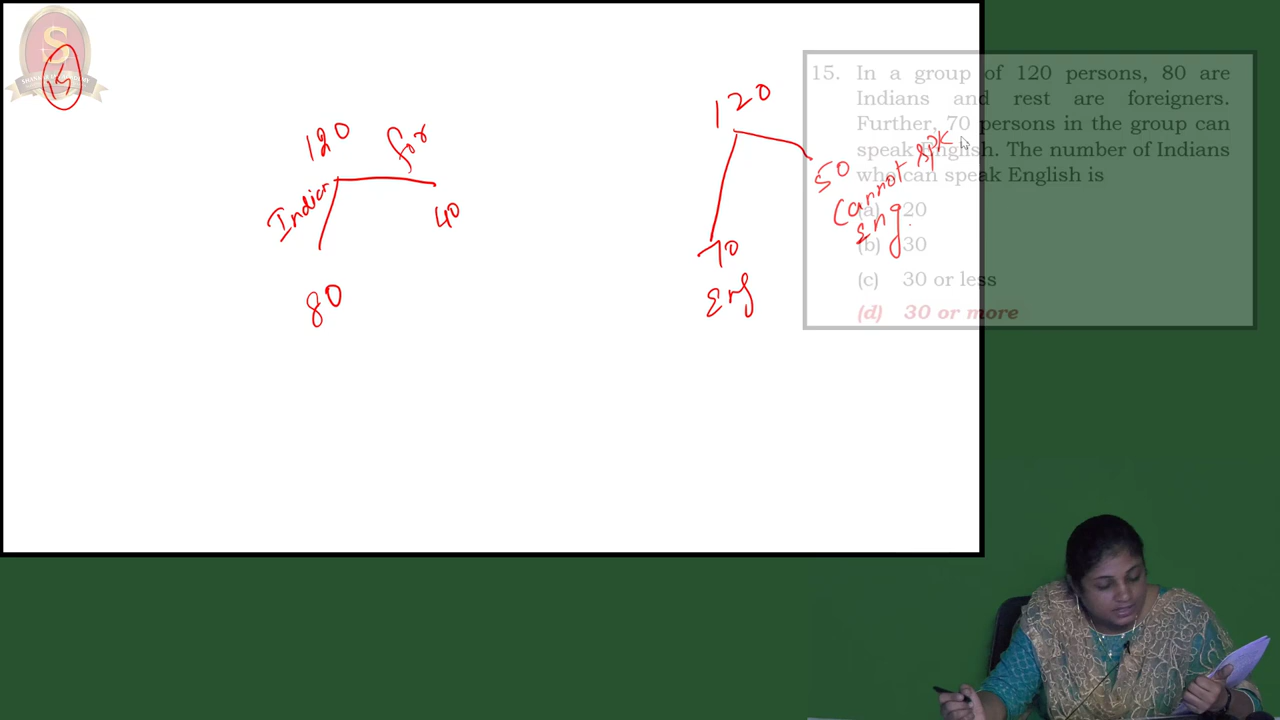 S
15
120
for
Indian
40
80
120
50
Cannot spk
Eng.
70
Eng
15. In a group of 120 persons, 80 are
Indians and rest are foreigners.
Further, 70 persons in the group can
speak English. The number of Indians
who can speak English is
(a) 20
(b) 30
(c) 30 or less
(d) 30 or more